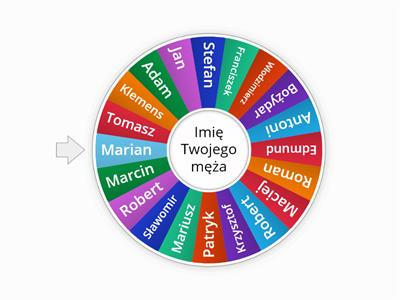 Imię
Twojego
męża
Stefan
Franciszek
Włodzimierz
Bożydar
Antoni
Edmund
Roman
Maciej
Robert
Krzysztof
Patryk
Mariusz
Sławomir
Robert
Marcin
Marian
Tomasz
Klemens
Adam
Jan